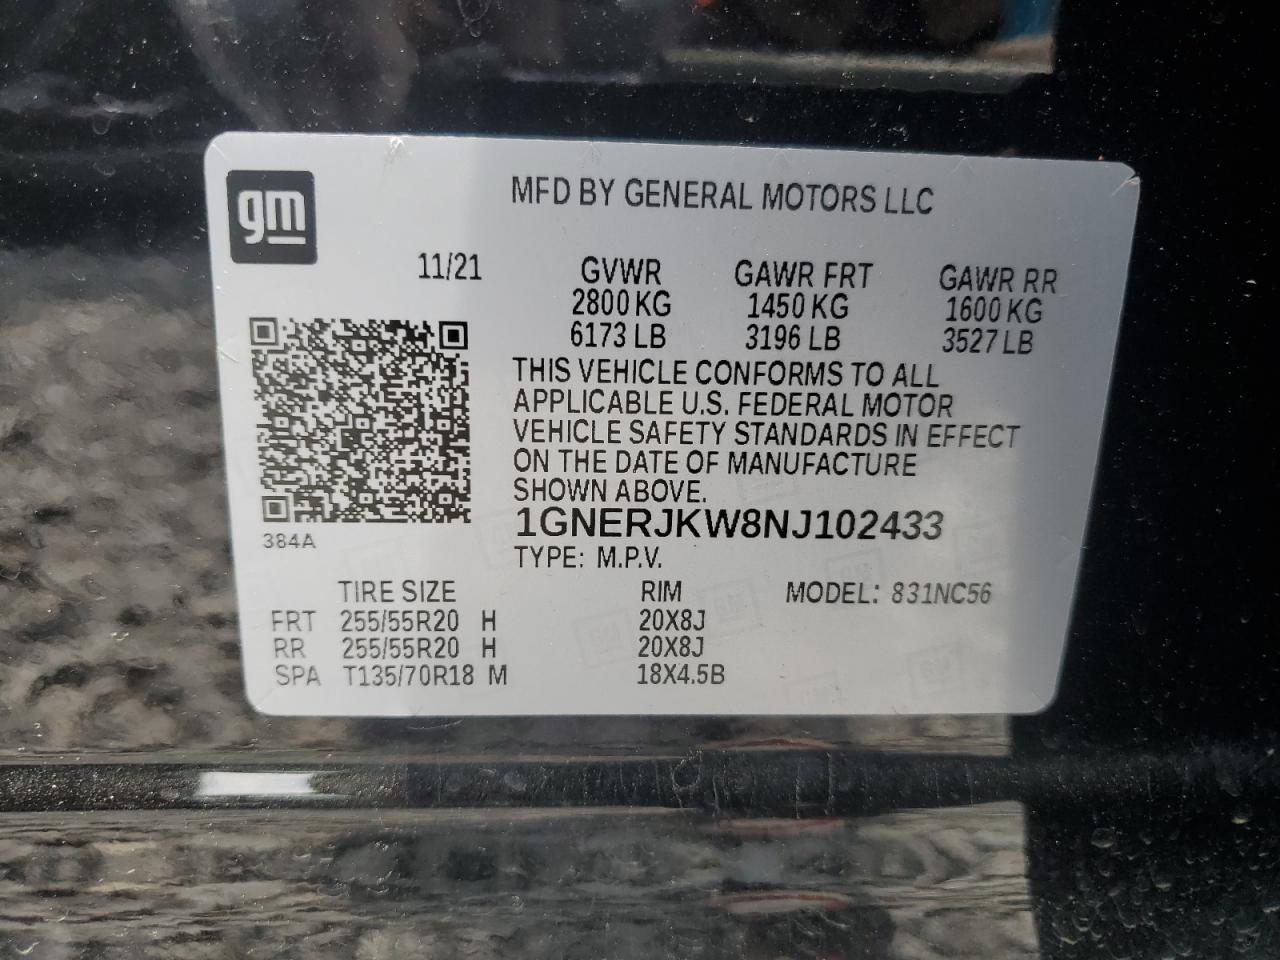 gm
MFD BY GENERAL MOTORS LLC
11/21 GVWR GAWR FRT GAWR RR
2800 KG 1450 KG 1600 KG
6173 LB 3196 LB 3527 LB
THIS VEHICLE CONFORMS TO ALL
APPLICABLE U.S. FEDERAL MOTOR
VEHICLE SAFETY STANDARDS IN EFFECT
ON THE DATE OF MANUFACTURE
SHOWN ABOVE.
1GNERJKW8NJ102433
384A
TYPE: M.P.V.
TIRE SIZE RIM MODEL: 831NC56
FRT 255/55R20 H 20X8J
RR 255/55R20 H 20X8J
SPA T135/70R18 M 18X4.5B